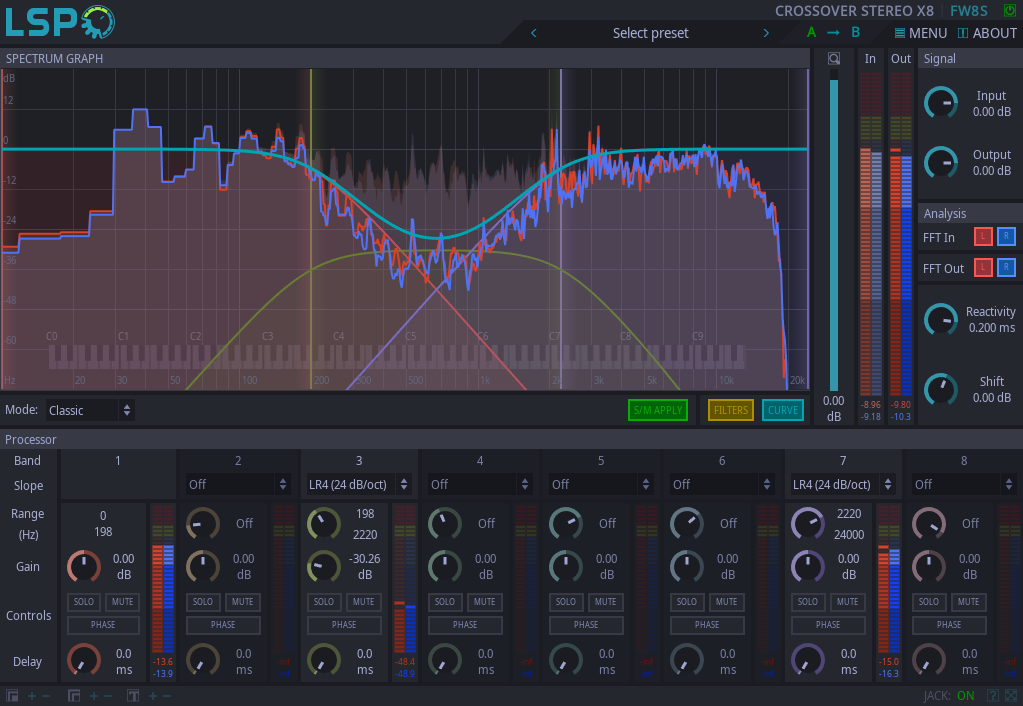 LSP
CROSSOVER STEREO X8
FW8S
Select preset
A → B
MENU
ABOUT
SPECTRUM GRAPH
In
Out
Signal
dB
12
0
-12
-24
-36
-48
-60
C0 C1 C2 C3 C4 C5 C6 C7 C8 C9
Hz 20 30 50 100 200 300 500 1k 2k 3k 5k 10k 20k
Input
0.00 dB
Output
0.00 dB
Analysis
FFT In L R
FFT Out L R
Reactivity
0.200 ms
Shift
0.00 dB
0.00
dB
-8.96
-9.18
-9.80
-10.3
Mode: Classic
S/M APPLY
FILTERS
CURVE
Processor
Band 1 2 3 4 5 6 7 8
Slope Off LR4 (24 dB/oct) Off Off Off LR4 (24 dB/oct) Off
Range
(Hz)
0
198
Off
198
2220
Off
Off
Off
2220
24000
Off
Gain
0.00
dB
0.00
dB
-30.26
dB
0.00
dB
0.00
dB
0.00
dB
0.00
dB
0.00
dB
Controls
SOLO MUTE SOLO MUTE SOLO MUTE SOLO MUTE SOLO MUTE SOLO MUTE SOLO MUTE SOLO MUTE
PHASE PHASE PHASE PHASE PHASE PHASE PHASE PHASE
Delay
0.0
ms
-13.6
-13.9
0.0
ms
-inf
-inf
0.0
ms
-48.4
-48.9
0.0
ms
-inf
-inf
0.0
ms
-inf
-inf
0.0
ms
-inf
-inf
0.0
ms
-15.0
-16.3
0.0
ms
-inf
-inf
JACK: ON